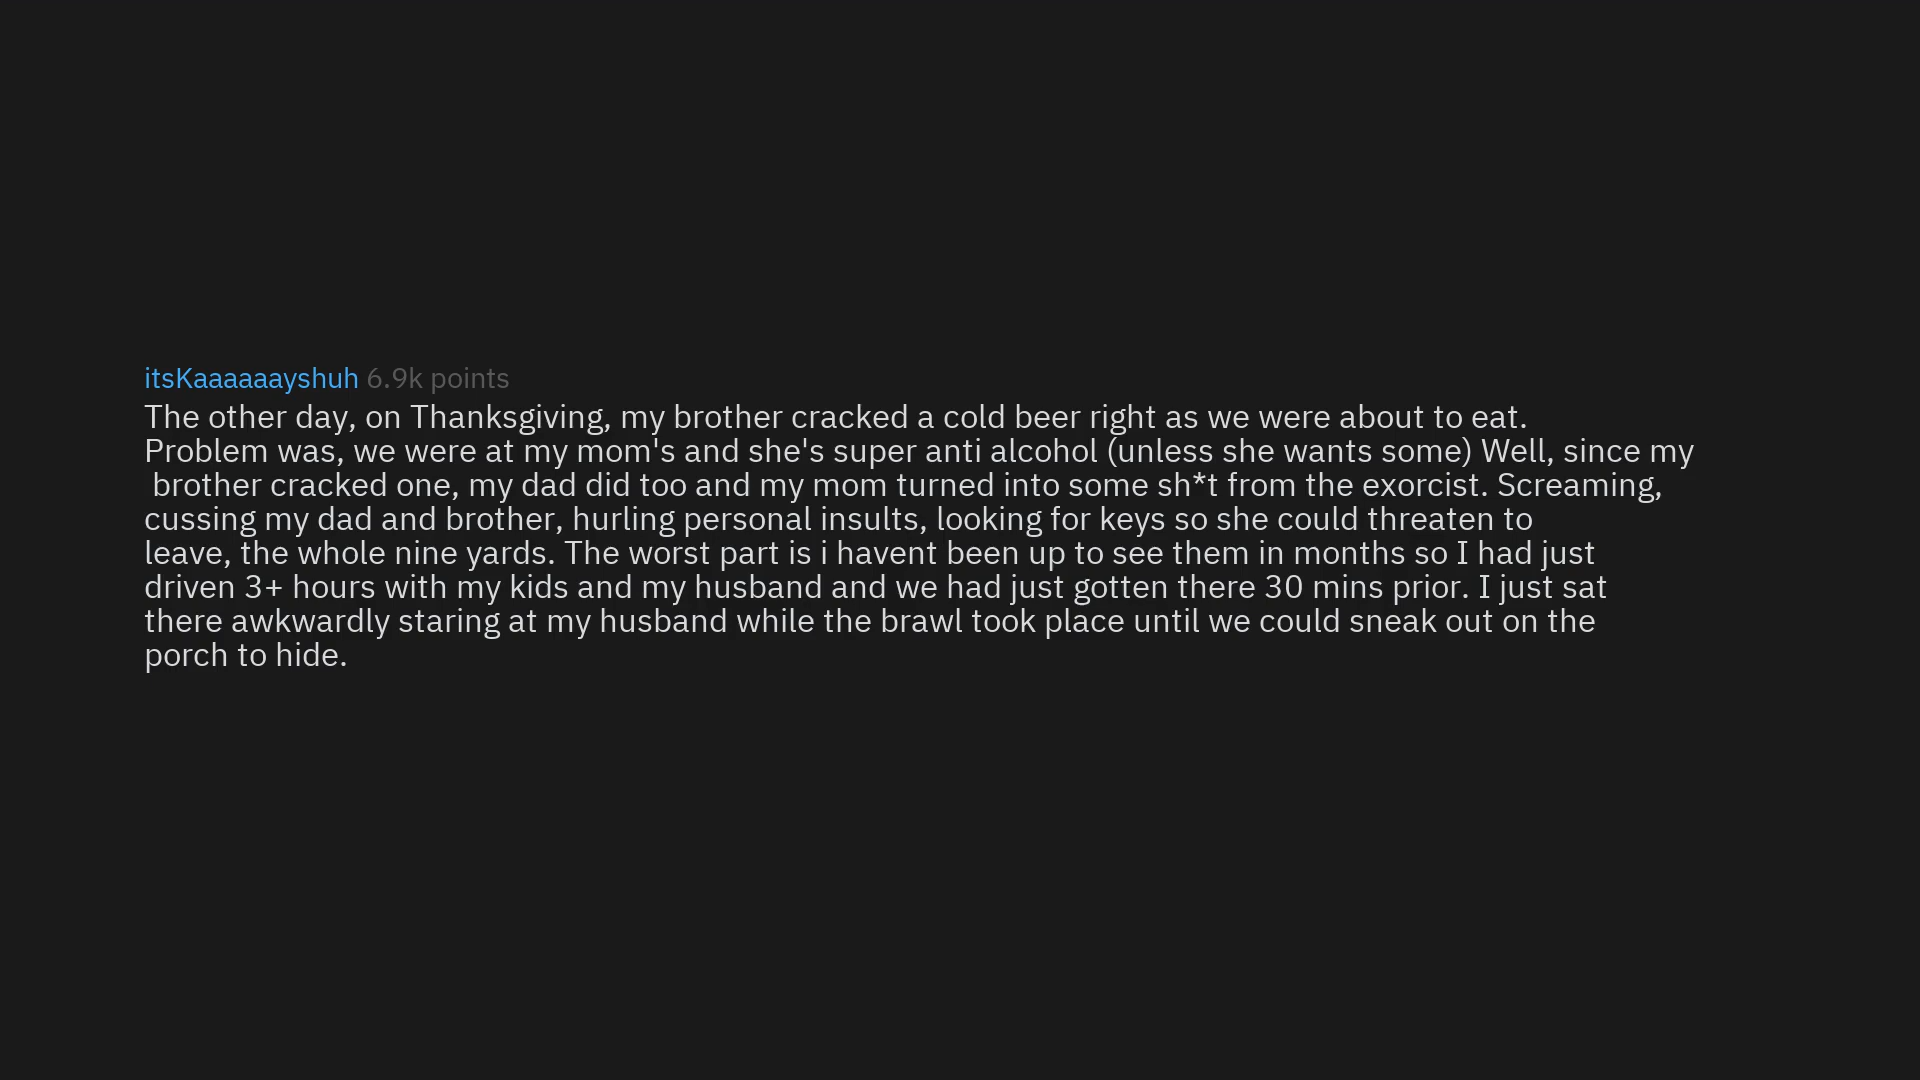 itsKaaaaaayshuh 6.9k points
The other day, on Thanksgiving, my brother cracked a cold beer right as we were about to eat.
Problem was, we were at my mom's and she's super anti alcohol (unless she wants some) Well, since my
brother cracked one, my dad did too and my mom turned into some sh*t from the exorcist. Screaming,
cussing my dad and brother, hurling personal insults, looking for keys so she could threaten to
leave, the whole nine yards. The worst part is i havent been up to see them in months so I had just
driven 3+ hours with my kids and my husband and we had just gotten there 30 mins prior. I just sat
there awkwardly staring at my husband while the brawl took place until we could sneak out on the
porch to hide.